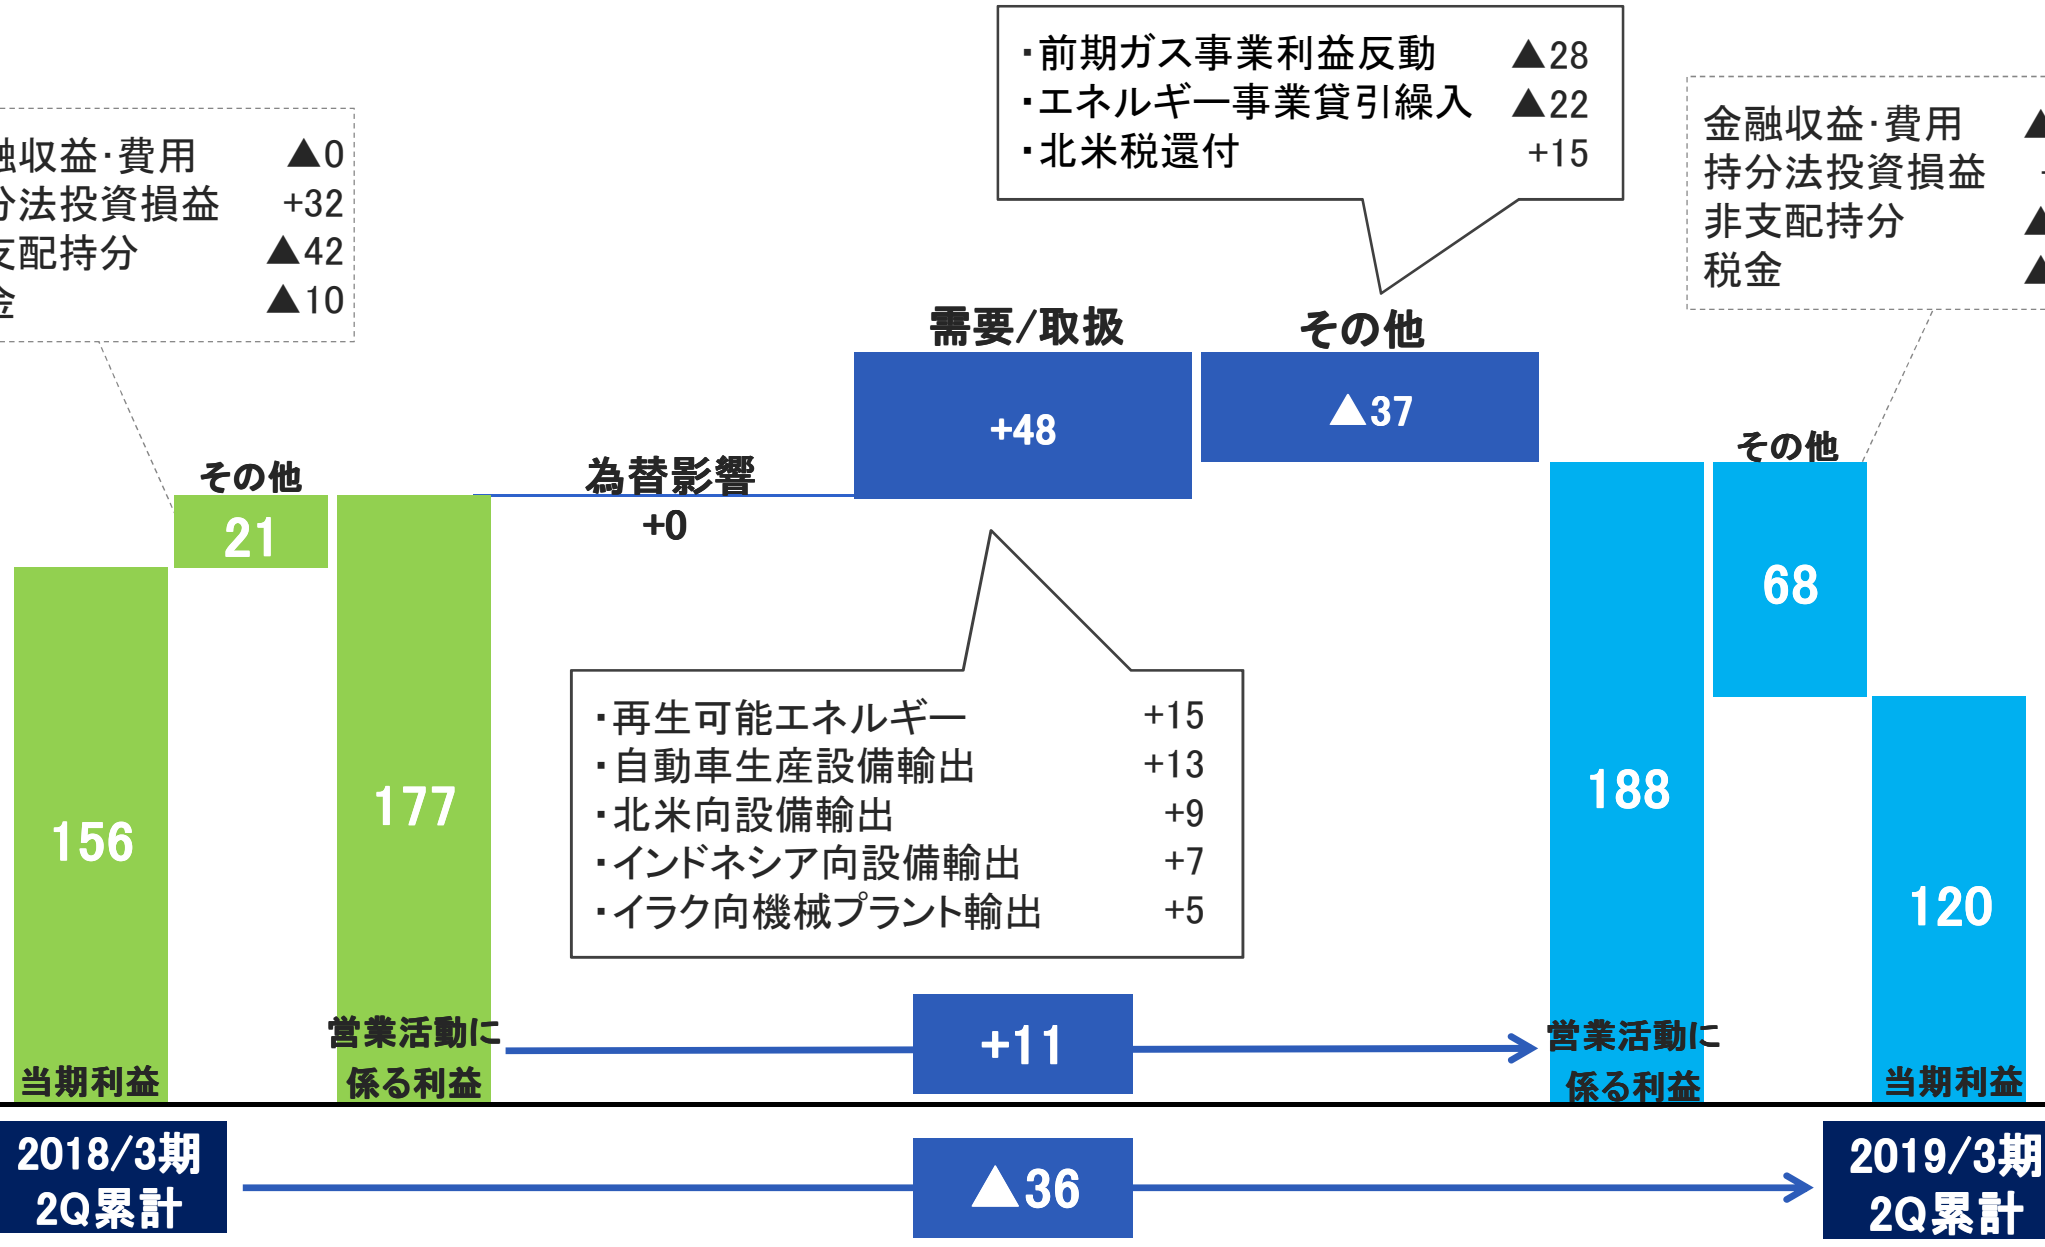 ・前期ガス事業利益反動 ▲28
・エネルギー事業貸引繰入 ▲22
・北米税還付 +15
融収益・費用 ▲0
分法投資損益 +32
支配持分 ▲42
金 ▲10
金融収益・費用 ▲
持分法投資損益
非支配持分 ▲
税金 ▲
需要/取扱
その他
+48
▲37
その他
21
為替影響
+0
その他
68
156
177
188
120
・再生可能エネルギー +15
・自動車生産設備輸出 +13
・北米向設備輸出 +9
・インドネシア向設備輸出 +7
・イラク向機械プラント輸出 +5
当期利益
営業活動に
係る利益
+11
営業活動に
係る利益
当期利益
2018/3期
2Q累計
▲36
2019/3期
2Q累計